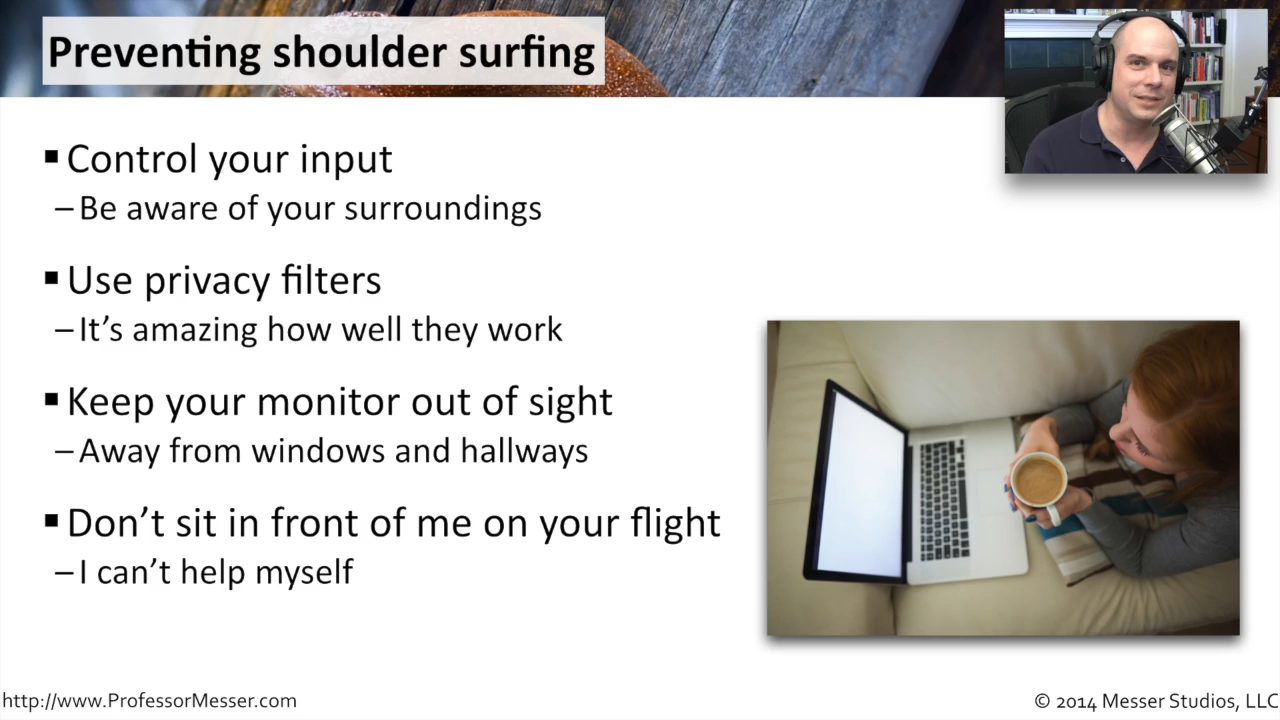 Preventing shoulder surfing
▪ Control your input
– Be aware of your surroundings
▪ Use privacy filters
– It’s amazing how well they work
▪ Keep your monitor out of sight
– Away from windows and hallways
▪ Don’t sit in front of me on your flight
– I can’t help myself
http://www.ProfessorMesser.com
© 2014 Messer Studios, LLC